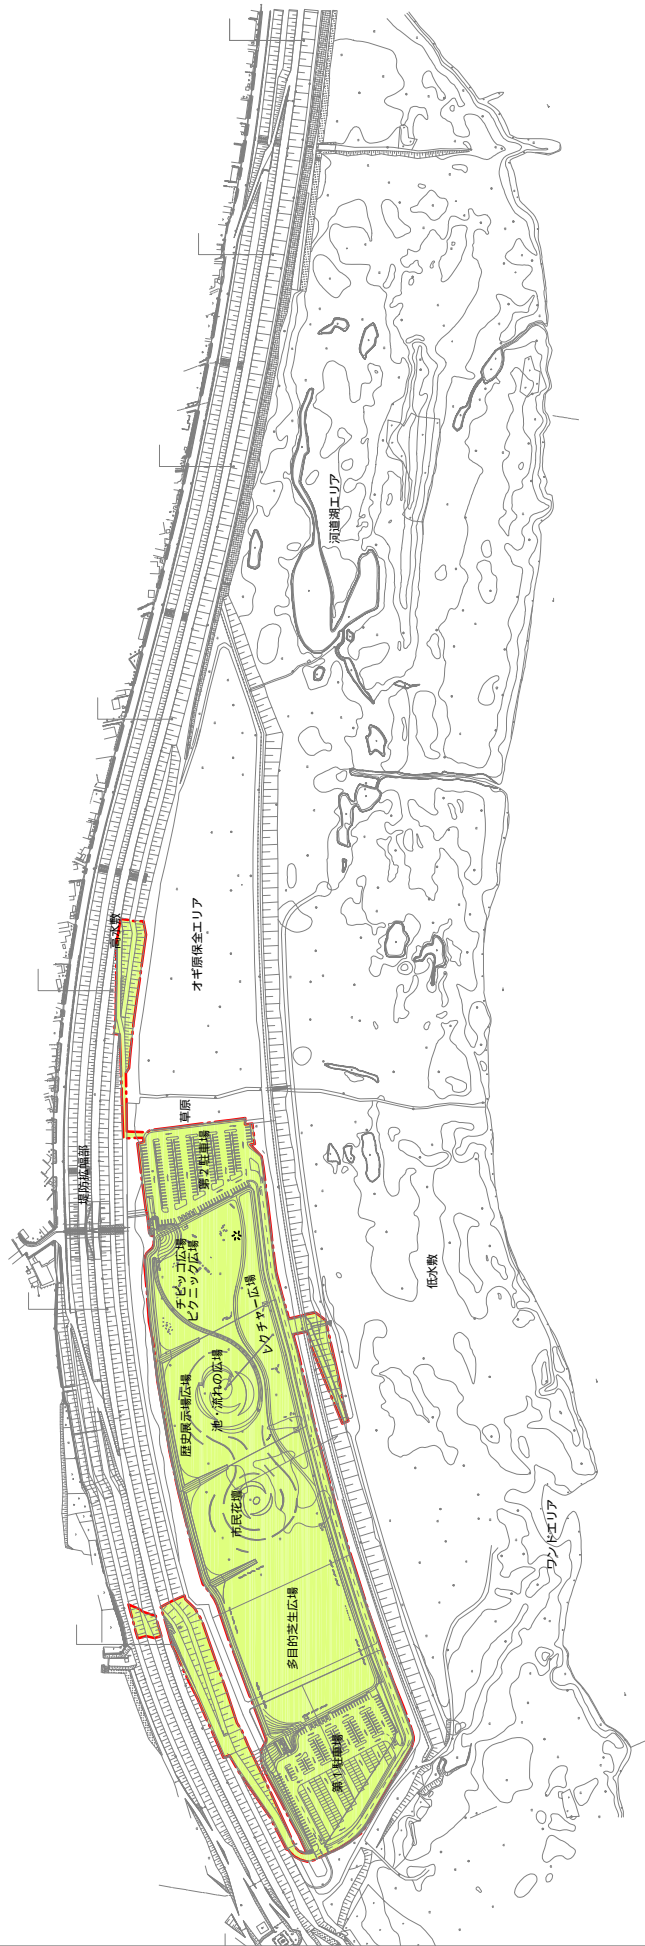 河道湖エリア
高水敷
オギ原保全エリア
草原
第2駐車場
堤防拡幅部
チビッコ広場
ピクニック広場
レクチャー広場
低水敷
池・流れの広場
歴史展示場広場
市民花壇
ワンドエリア
多目的芝生広場
第1駐車場